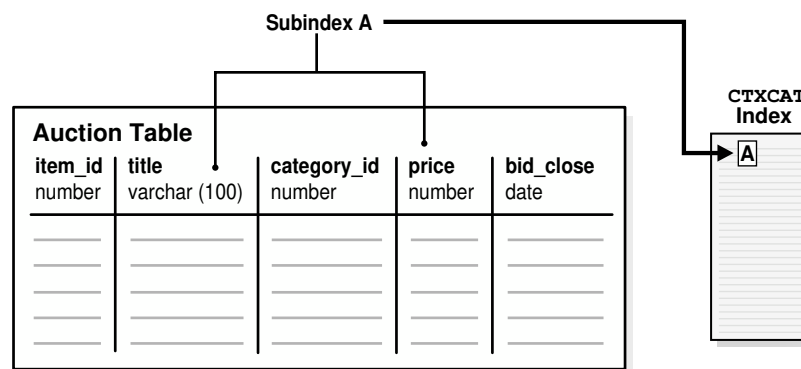 Subindex A
CTXCAT
Index
A
Auction Table
item_id title category_id price bid_close
number varchar (100) number number date